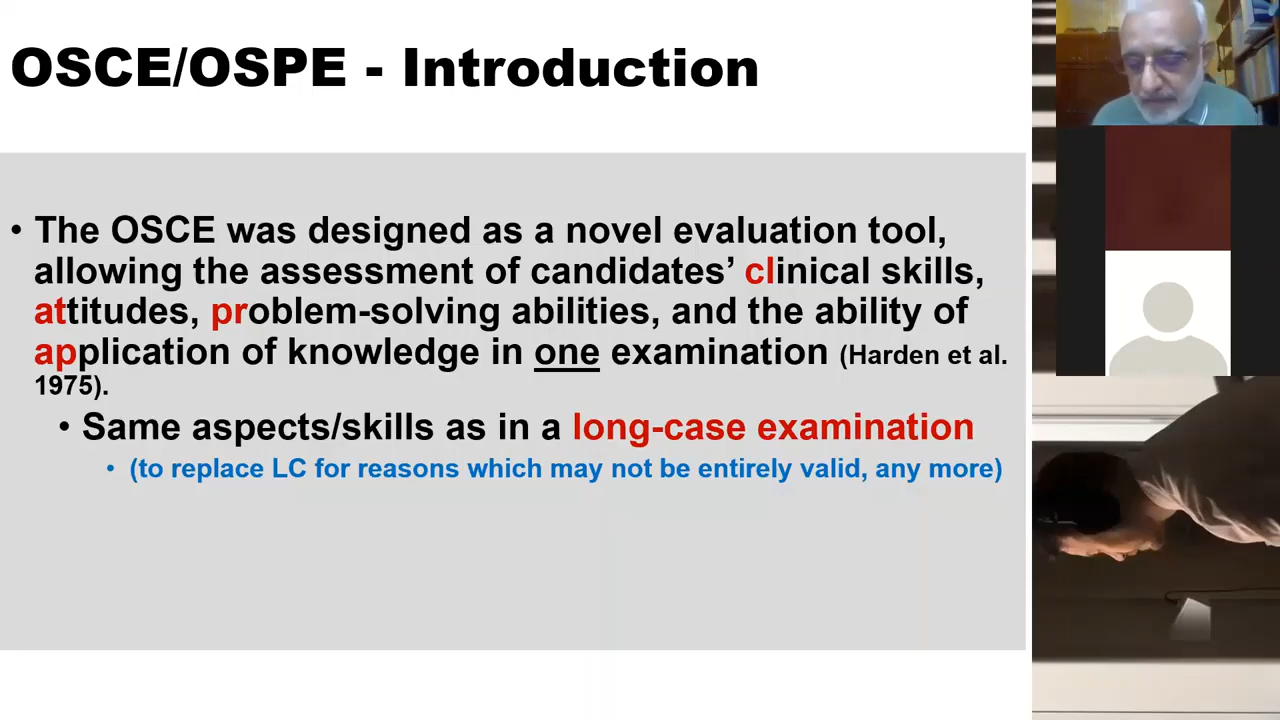 OSCE/OSPE - Introduction
• The OSCE was designed as a novel evaluation tool,
allowing the assessment of candidates’ clinical skills,
attitudes, problem-solving abilities, and the ability of
application of knowledge in one examination (Harden et al.
1975).
• Same aspects/skills as in a long-case examination
• (to replace LC for reasons which may not be entirely valid, any more)